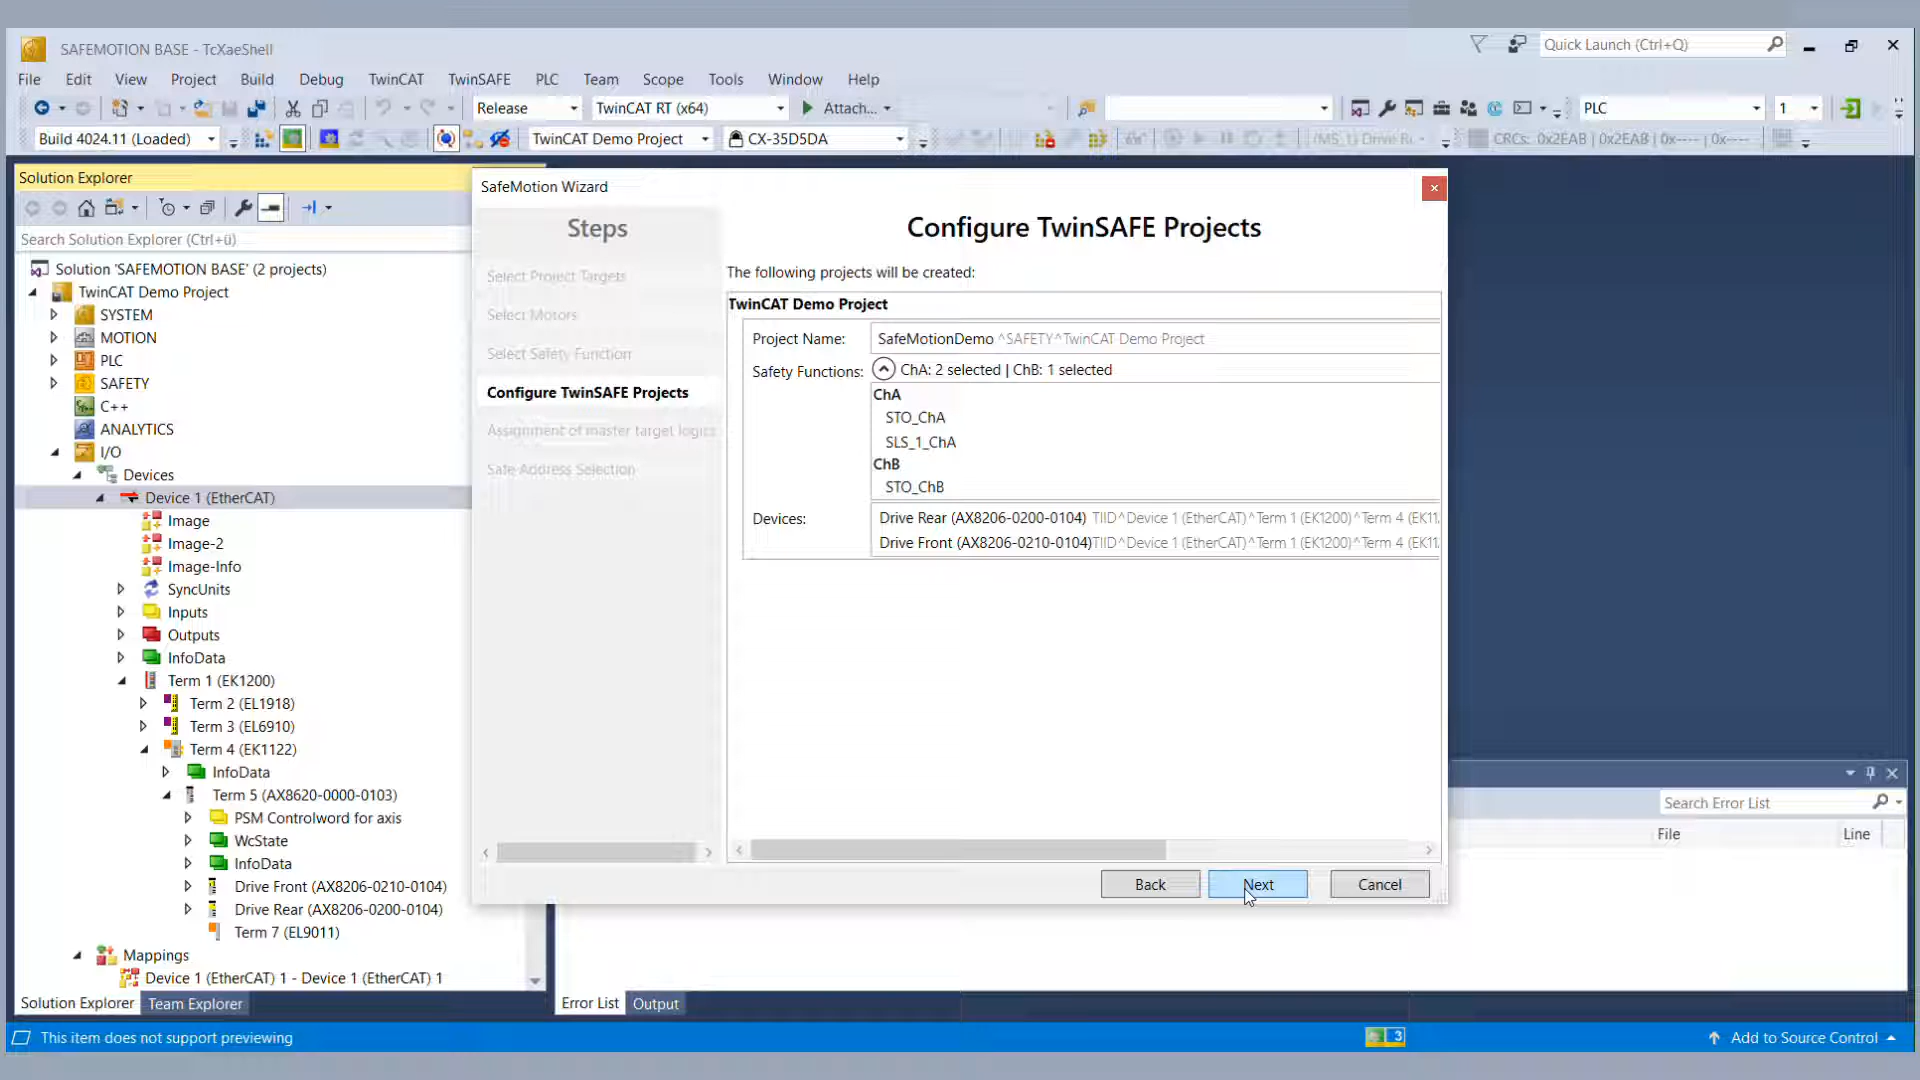 SAFEMOTION BASE - TcXaeShell
Quick Launch (Ctrl+Q)
File Edit View Project Build Debug TwinCAT TwinSAFE PLC Team Scope Tools Window Help
Release TwinCAT RT (x64) Attach... PLC 1
Build 4024.11 (Loaded) TwinCAT Demo Project CX-35D5DA CRCs: 0x2EAB | 0x2EAB | 0x---- | 0x----
Solution Explorer
Search Solution Explorer (Ctrl+ü)
Solution 'SAFEMOTION BASE' (2 projects)
TwinCAT Demo Project
SYSTEM
MOTION
PLC
SAFETY
C++
ANALYTICS
I/O
Devices
Device 1 (EtherCAT)
Image
Image-2
Image-Info
SyncUnits
Inputs
Outputs
InfoData
Term 1 (EK1200)
Term 2 (EL1918)
Term 3 (EL6910)
Term 4 (EK1122)
InfoData
Term 5 (AX8620-0000-0103)
PSM Controlword for axis
WcState
InfoData
Drive Front (AX8206-0210-0104)
Drive Rear (AX8206-0200-0104)
Term 7 (EL9011)
Mappings
Device 1 (EtherCAT) 1 - Device 1 (EtherCAT) 1
Solution Explorer Team Explorer
SafeMotion Wizard
Steps
Select Project Targets
Select Motors
Select Safety Function
Configure TwinSAFE Projects
Assignment of master target logics
Safe Address Selection
Configure TwinSAFE Projects
The following projects will be created:
TwinCAT Demo Project
Project Name: SafeMotionDemo ^SAFETY^TwinCAT Demo Project
Safety Functions: ChA: 2 selected | ChB: 1 selected
ChA
STO_ChA
SLS_1_ChA
ChB
STO_ChB
Devices: Drive Rear (AX8206-0200-0104) TIID^Device 1 (EtherCAT)^Term 1 (EK1200)^Term 4 (EK11
Drive Front (AX8206-0210-0104)TIID^Device 1 (EtherCAT)^Term 1 (EK1200)^Term 4 (EK11
Back Next Cancel
Search Error List
File Line
Error List Output
This item does not support previewing
3
Add to Source Control